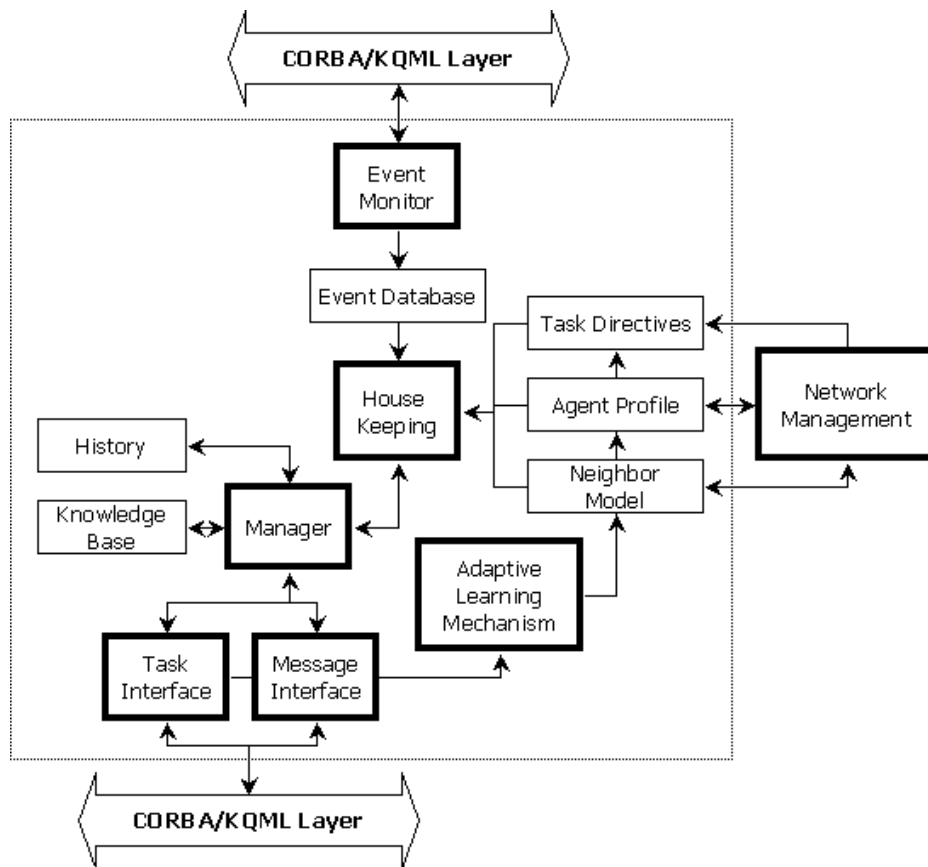 CORBA/KQML Layer
Event
Monitor
Event Database
Task Directives
House
Keeping
Agent Profile
Network
Management
History
Neighbor
Model
Knowledge
Base
Manager
Adaptive
Learning
Mechanism
Task
Interface
Message
Interface
CORBA/KQML Layer